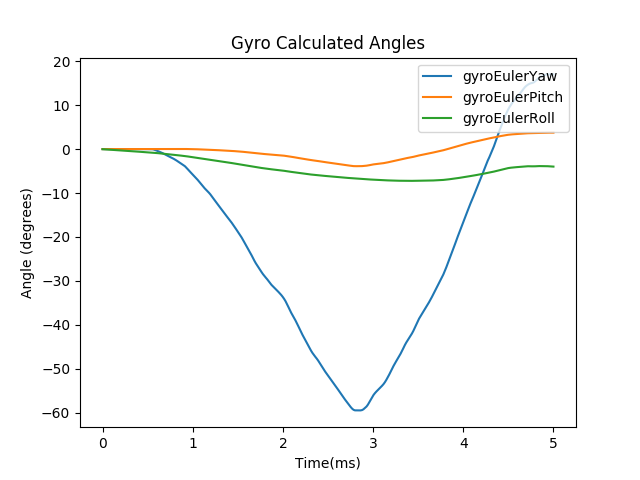 Gyro Calculated Angles
gyroEulerYaw
gyroEulerPitch
gyroEulerRoll
Angle (degrees)
20
10
0
−10
−20
−30
−40
−50
−60
0 1 2 3 4 5
Time(ms)